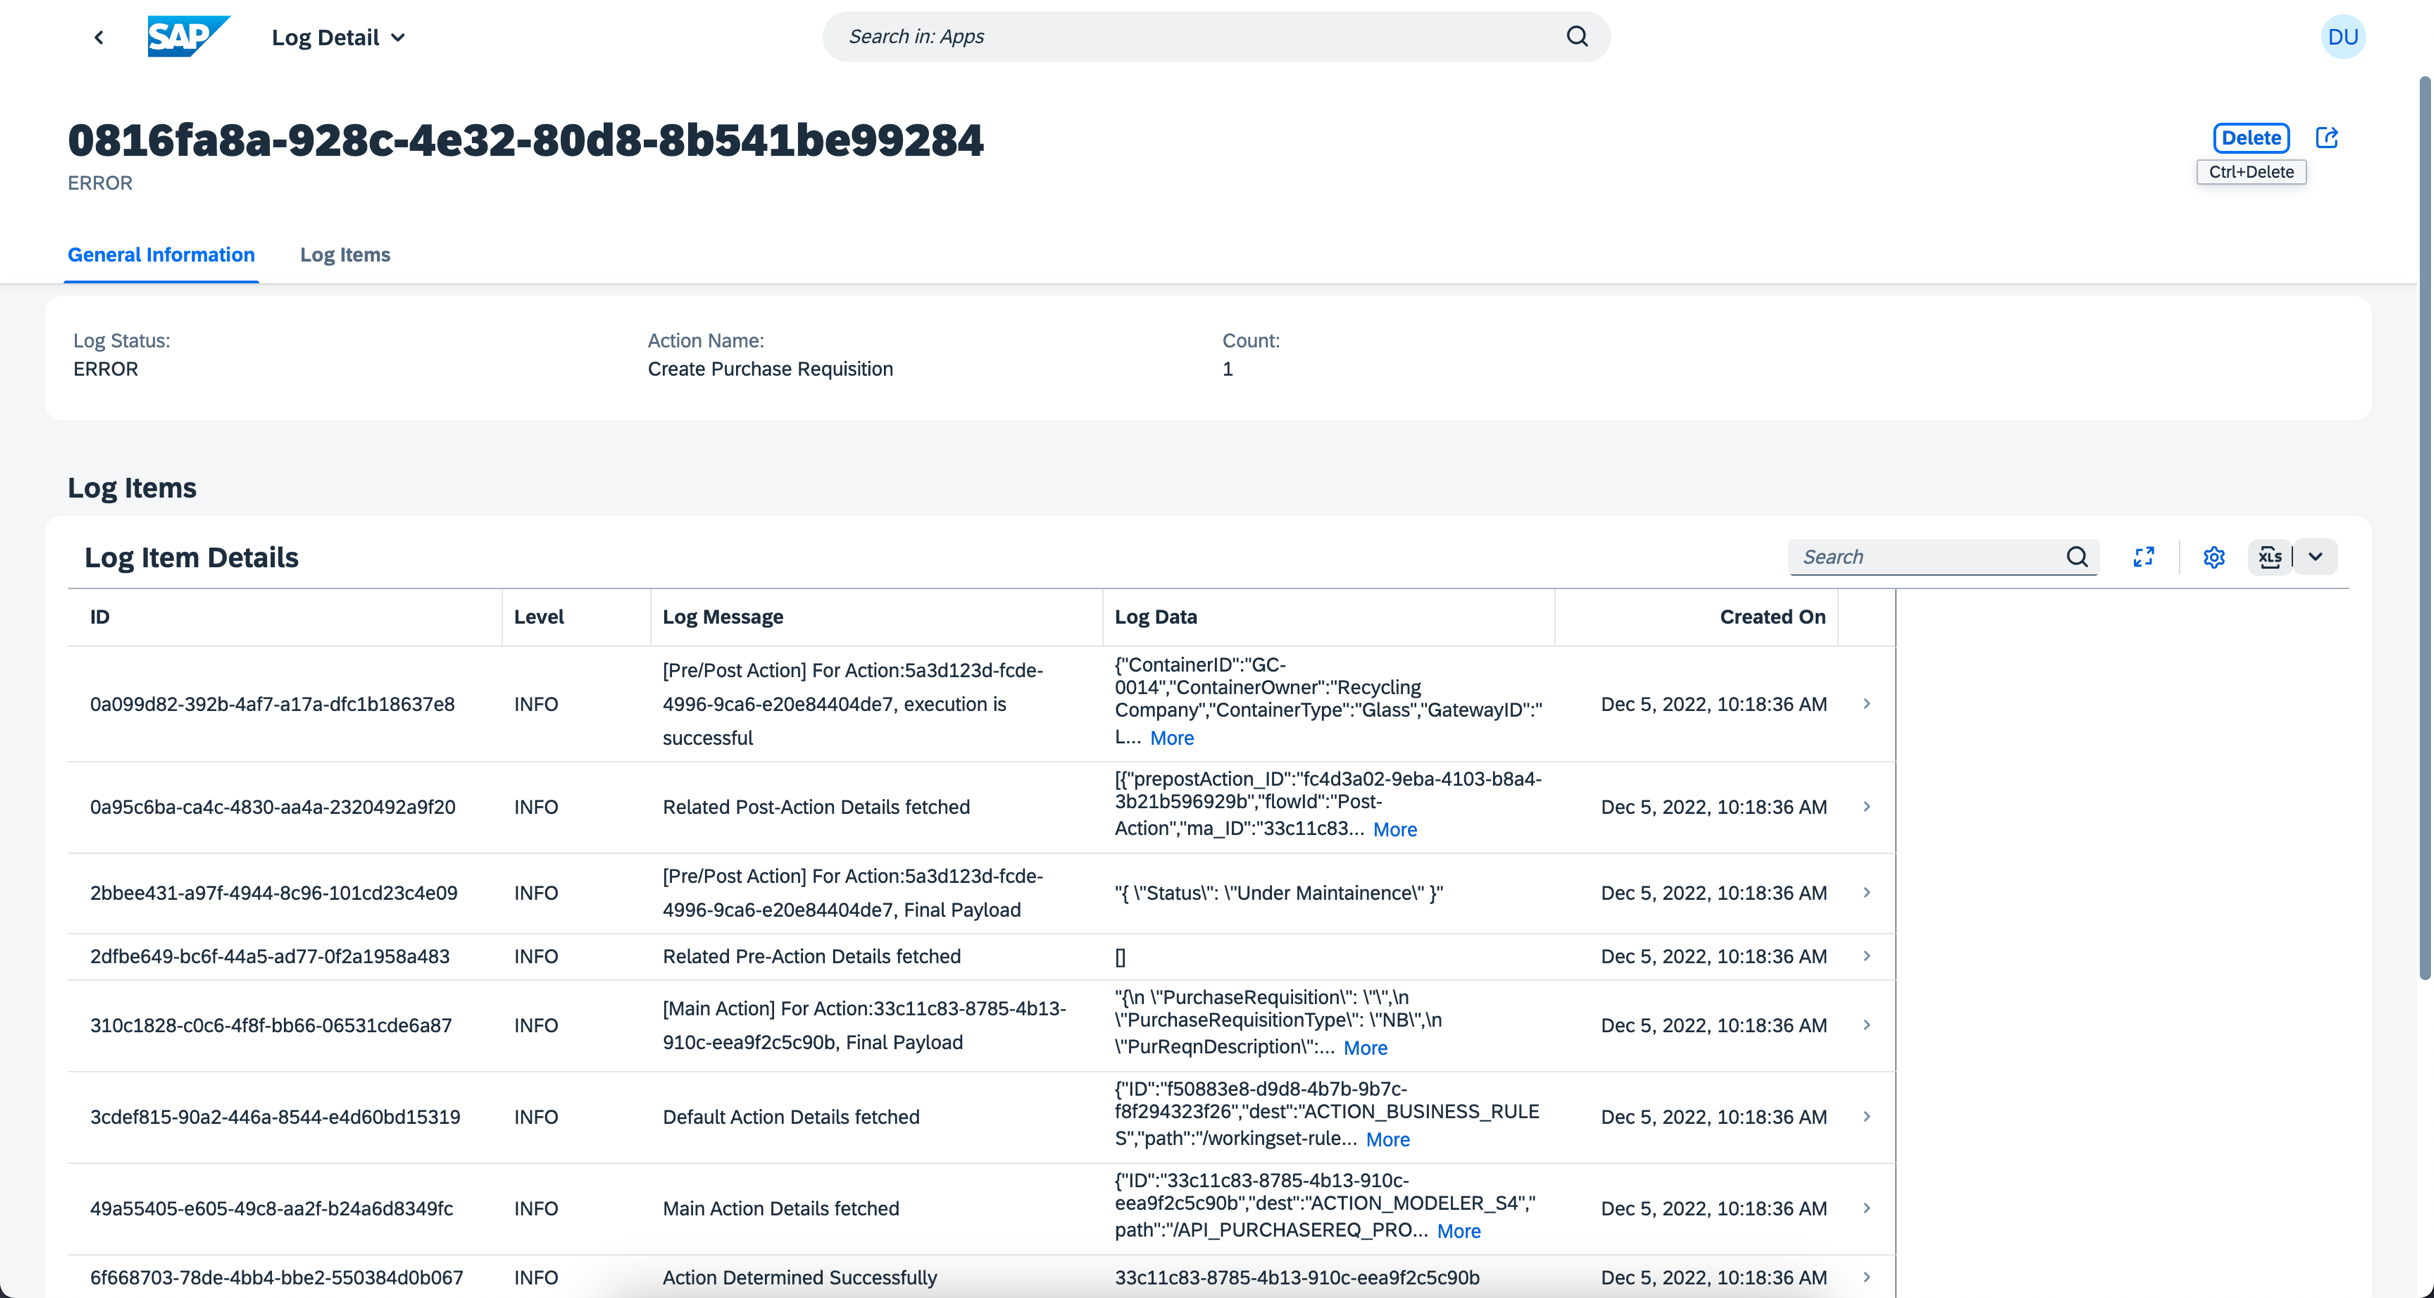 SAP
Log Detail
Search in: Apps
DU
0816fa8a-928c-4e32-80d8-8b541be99284
ERROR
Delete
Ctrl+Delete
General Information
Log Items
Log Status:
ERROR
Action Name:
Create Purchase Requisition
Count:
1
Log Items
Log Item Details
Search
XLS
ID
Level
Log Message
Log Data
Created On
0a099d82-392b-4af7-a17a-dfc1b18637e8
INFO
[Pre/Post Action] For Action:5a3d123d-fcde-
4996-9ca6-e20e84404de7, execution is
successful
{"ContainerID":"GC-
0014","ContainerOwner":"Recycling
Company","ContainerType":"Glass","GatewayID":"
L... More
Dec 5, 2022, 10:18:36 AM
0a95c6ba-ca4c-4830-aa4a-2320492a9f20
INFO
Related Post-Action Details fetched
[{"prepostAction_ID":"fc4d3a02-9eba-4103-b8a4-
3b21b596929b","flowId":"Post-
Action","ma_ID":"33c11c83... More
Dec 5, 2022, 10:18:36 AM
2bbee431-a97f-4944-8c96-101cd23c4e09
INFO
[Pre/Post Action] For Action:5a3d123d-fcde-
4996-9ca6-e20e84404de7, Final Payload
"{ \"Status\": \"Under Maintainence\" }"
Dec 5, 2022, 10:18:36 AM
2dfbe649-bc6f-44a5-ad77-0f2a1958a483
INFO
Related Pre-Action Details fetched
[]
Dec 5, 2022, 10:18:36 AM
310c1828-c0c6-4f8f-bb66-06531cde6a87
INFO
[Main Action] For Action:33c11c83-8785-4b13-
910c-eea9f2c5c90b, Final Payload
"{\n \"PurchaseRequisition\": \"\",\n
\"PurchaseRequisitionType\": \"NB\",\n
\"PurReqnDescription\":... More
Dec 5, 2022, 10:18:36 AM
3cdef815-90a2-446a-8544-e4d60bd15319
INFO
Default Action Details fetched
{"ID":"f50883e8-d9d8-4b7b-9b7c-
f8f294323f26","dest":"ACTION_BUSINESS_RULE
S","path":"/workingset-rule... More
Dec 5, 2022, 10:18:36 AM
49a55405-e605-49c8-aa2f-b24a6d8349fc
INFO
Main Action Details fetched
{"ID":"33c11c83-8785-4b13-910c-
eea9f2c5c90b","dest":"ACTION_MODELER_S4","
path":"/API_PURCHASEREQ_PRO... More
Dec 5, 2022, 10:18:36 AM
6f668703-78de-4bb4-bbe2-550384d0b067
INFO
Action Determined Successfully
33c11c83-8785-4b13-910c-eea9f2c5c90b
Dec 5, 2022, 10:18:36 AM